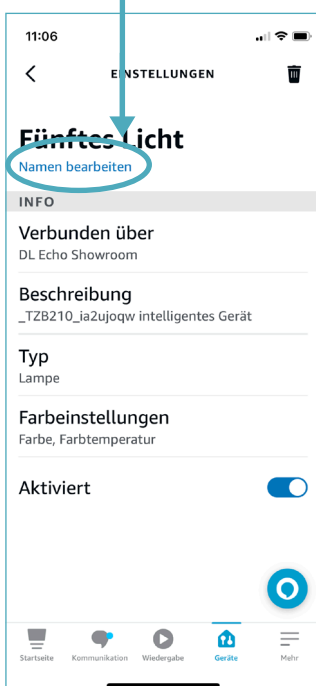 11:06
EINSTELLUNGEN
Fünftes Licht
Namen bearbeiten
INFO
Verbunden über
DL Echo Showroom
Beschreibung
_TZB210_ia2ujoqw intelligentes Gerät
Typ
Lampe
Farbeinstellungen
Farbe, Farbtemperatur
Aktiviert
Startseite Kommunikation Wiedergabe Geräte Mehr